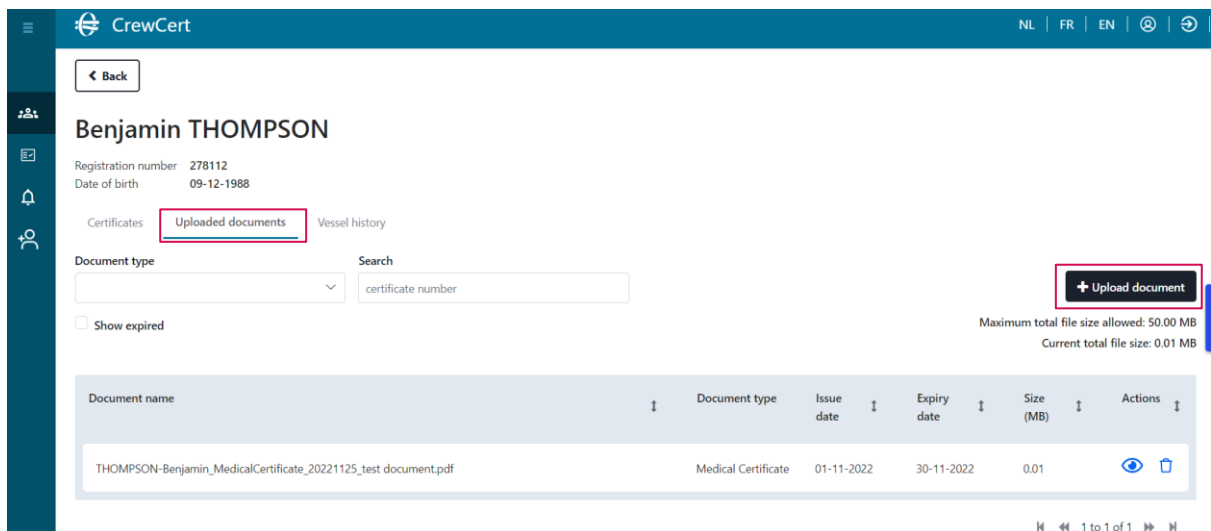 CrewCert
NL | FR | EN |
Back
Benjamin THOMPSON
Registration number 278112
Date of birth 09-12-1988
Certificates Uploaded documents Vessel history
Document type Search
certificate number
+ Upload document
Show expired
Maximum total file size allowed: 50.00 MB
Current total file size: 0.01 MB
Document name Document type Issue date Expiry date Size (MB) Actions
THOMPSON-Benjamin_MedicalCertificate_20221125_test document.pdf Medical Certificate 01-11-2022 30-11-2022 0.01
1 to 1 of 1